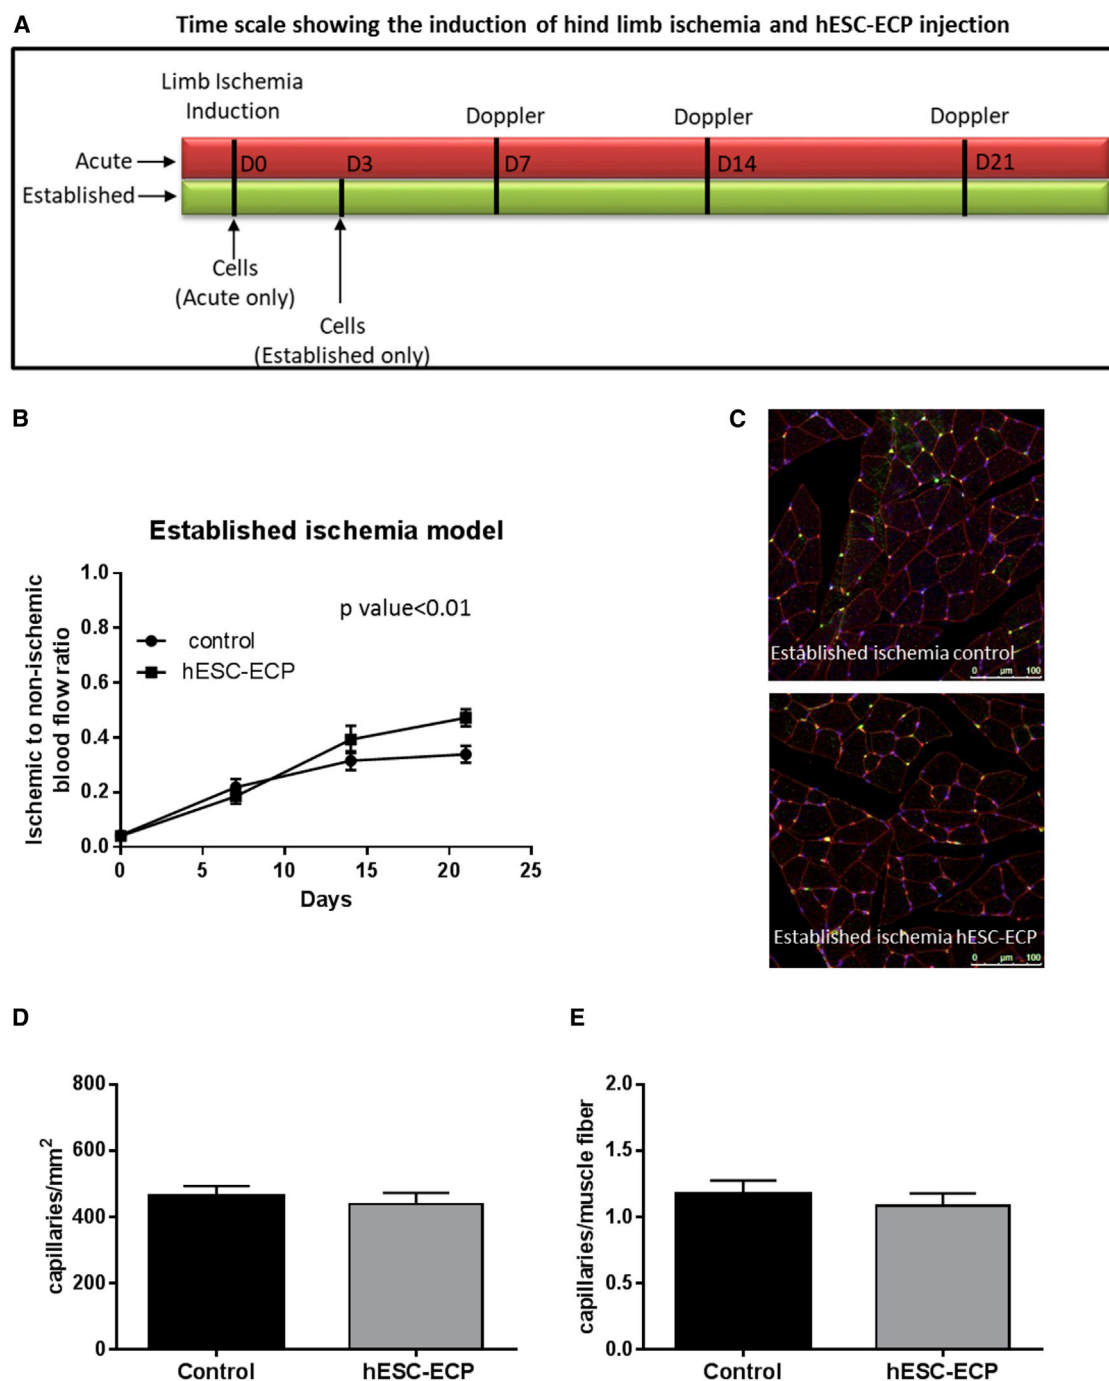 A
Time scale showing the induction of hind limb ischemia and hESC-ECP injection
Limb Ischemia
Induction
Doppler
Doppler
Doppler
Acute
D0
D3
D7
D14
D21
Established
Cells
(Acute only)
Cells
(Established only)
B
Established ischemia model
Ischemic to non-ischemic
blood flow ratio
1.0
0.8
0.6
0.4
0.2
0.0
p value<0.01
control
hESC-ECP
0
5
10
15
20
25
Days
C
Established ischemia control
0 µm 100
Established ischemia hESC-ECP
0 µm 100
D
capillaries/mm²
800
600
400
200
0
Control
hESC-ECP
E
capillaries/muscle fiber
2.0
1.5
1.0
0.5
0.0
Control
hESC-ECP